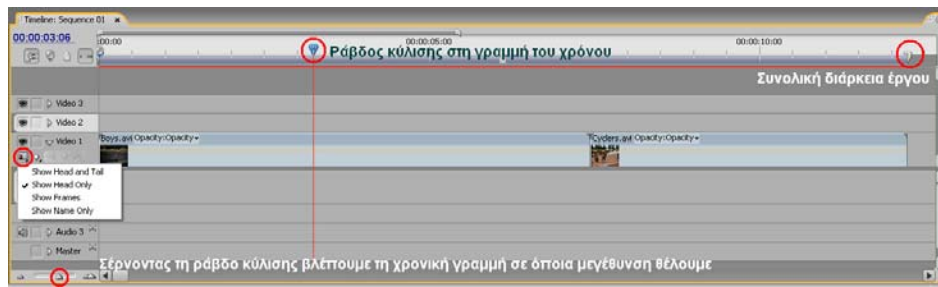 Timeline: Sequence 01
00:00:03:06
00:00
00:00:05:00
00:00:10:00
Ράβδος κύλισης στη γραμμή του χρόνου
Συνολική διάρκεια έργου
Video 3
Video 2
Video 1
Boys.avi Opacity:Opacity
Cyders.avi Opacity:Opacity
Show Head and Tail
Show Head Only
Show Frames
Show Name Only
Audio 3
Master
Σέρνοντας τη ράβδο κύλισης βλέπουμε τη χρονική γραμμή σε όποια μεγέθυνση θέλουμε